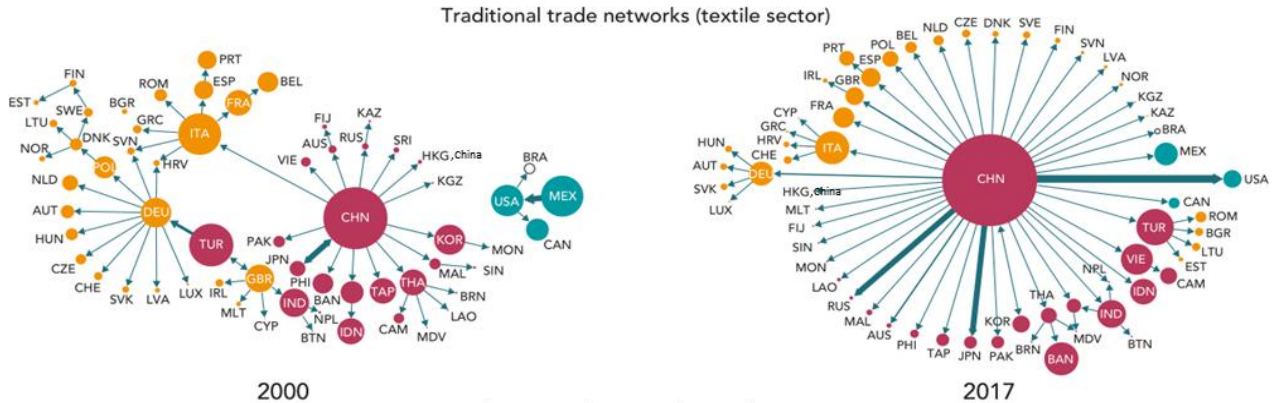 Traditional trade networks (textile sector)
PRT
ESP
BEL
ROM
FRA
FIN
EST
SWE
BGR
GRC
ITA
LTU
DNK
SVN
NOR
POL
HRV
NLD
DEU
AUT
TUR
HUN
CZE
CHE
SVK
LVA
LUX
IRL
GBR
MLT
CYP
IND
NPL
BTN
FIJ
KAZ
AUS
RUS
SRI
VIE
HKG,China
KGZ
CHN
PAK
JPN
PHI
BAN
IDN
TAP
THA
CAM
KOR
MON
MAL
SIN
BRN
LAO
MDV
BRA
USA
MEX
CAN
2000
PRT
ESP
POL
BEL
NLD
CZE
DNK
SVE
FIN
SVN
LVA
NOR
KGZ
KAZ
BRA
MEX
USA
CAN
IRL
GBR
FRA
CYP
GRC
HRV
CHE
ITA
HUN
AUT
SVK
LUX
DEU
CHN
HKG,China
MLT
FIJ
SIN
MON
LAO
RUS
MAL
AUS
PHI
TAP
JPN
PAK
KOR
BRN
THA
BAN
MDV
NPL
IND
BTN
TUR
ROM
BGR
LTU
EST
VIE
CAM
IDN
2017